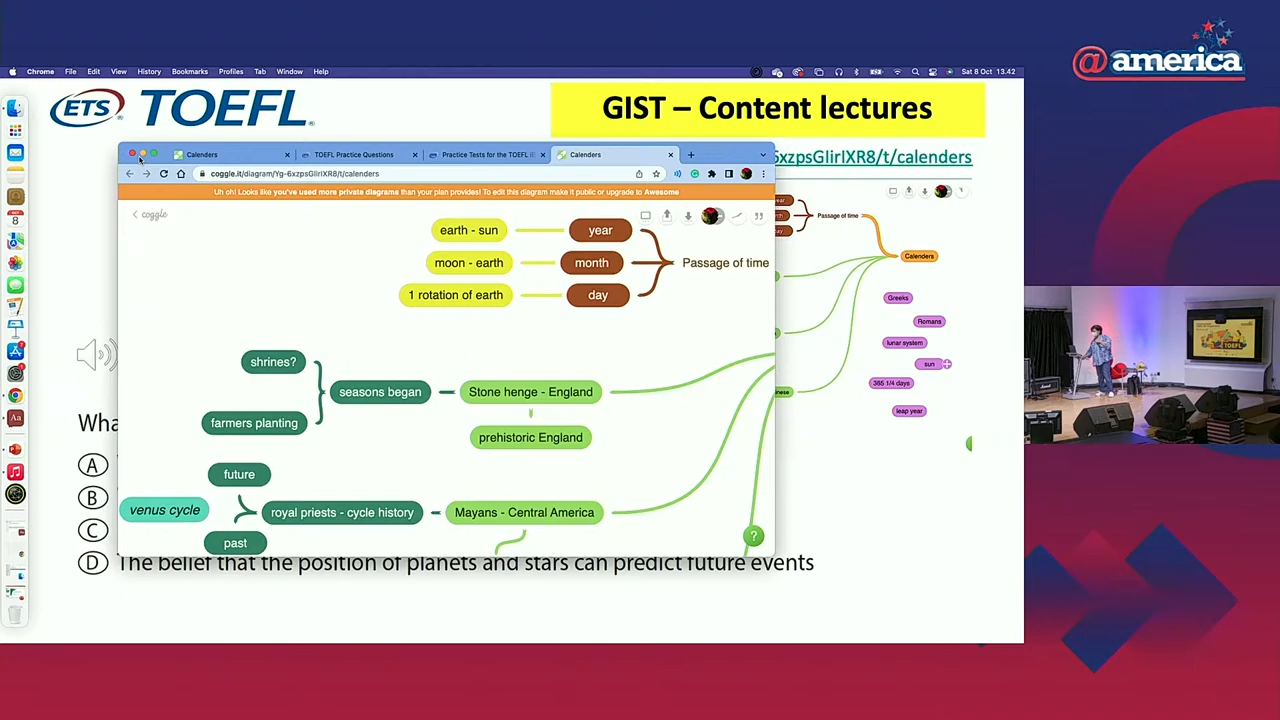 @america
Chrome File Edit View History Bookmarks Profiles Tab Window Help Sat 8 Oct 13.42
ETS TOEFL
GIST – Content lectures
Calenders TOEFL Practice Questions Practice Tests for the TOEFL i Calenders
6xzpsGIirIXR8/t/calenders
coggle.it/diagram/Yg-6xzpsGIirIXR8/t/calenders
Uh oh! Looks like you've used more private diagrams than your plan provides! To edit this diagram make it public or upgrade to Awesome
coggle
earth - sun year
moon - earth month Passage of time
1 rotation of earth day
Passage of time
Calenders
Greeks
Romans
lunar system
sun
365 1/4 days
leap year
shrines?
seasons began Stone henge - England
farmers planting
prehistoric England
future
venus cycle royal priests - cycle history Mayans - Central America
past
?
Wha
A
B
C
D The belief that the position of planets and stars can predict future events
TOEFL